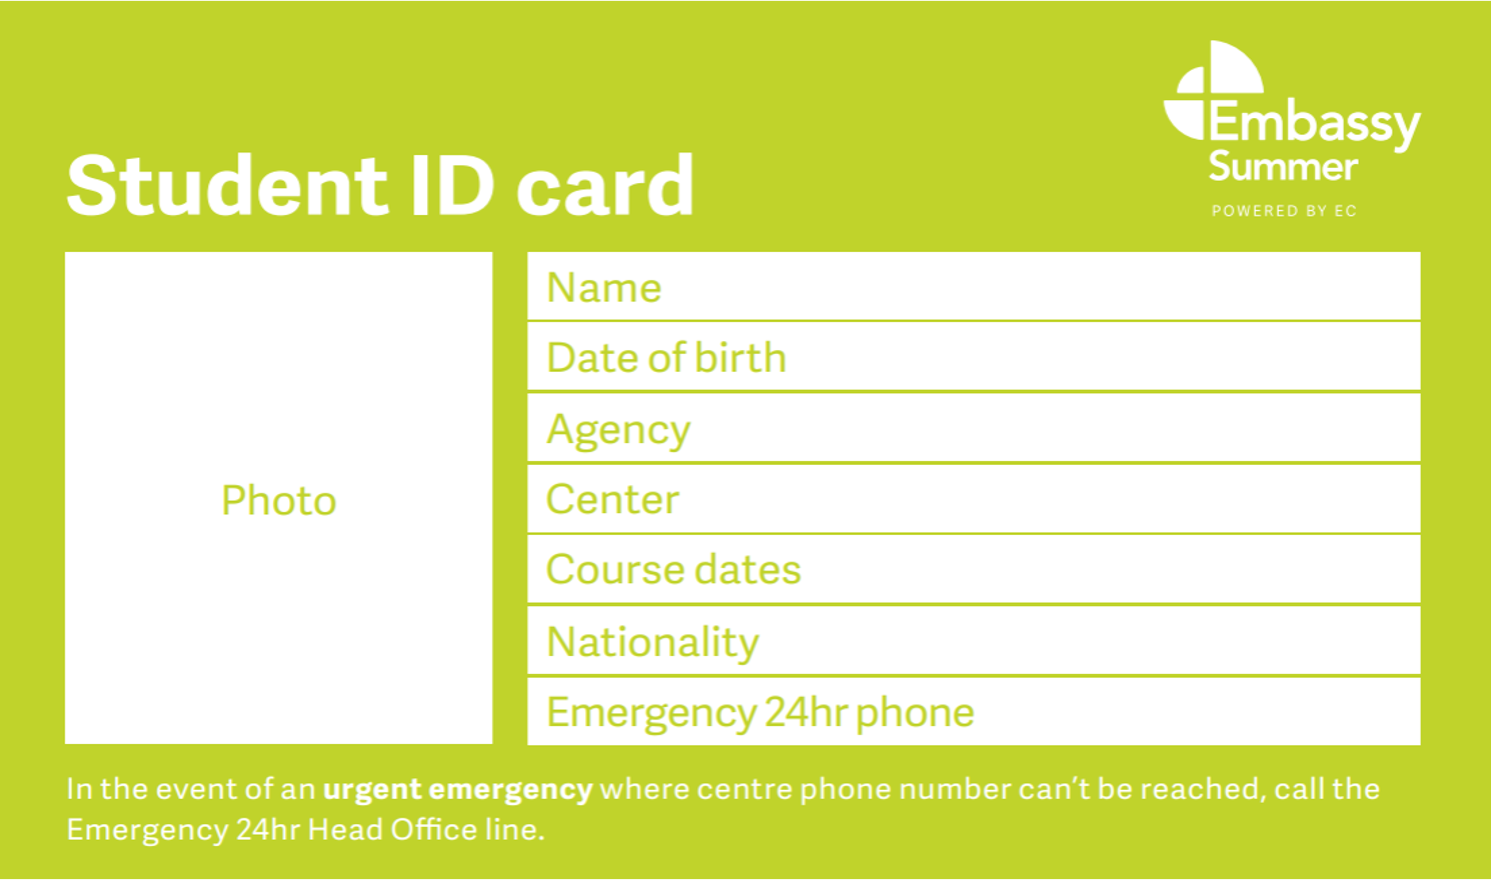 Embassy
Summer
POWERED BY EC
Student ID card
Photo
Name
Date of birth
Agency
Center
Course dates
Nationality
Emergency 24hr phone
In the event of an urgent emergency where centre phone number can’t be reached, call the
Emergency 24hr Head Office line.